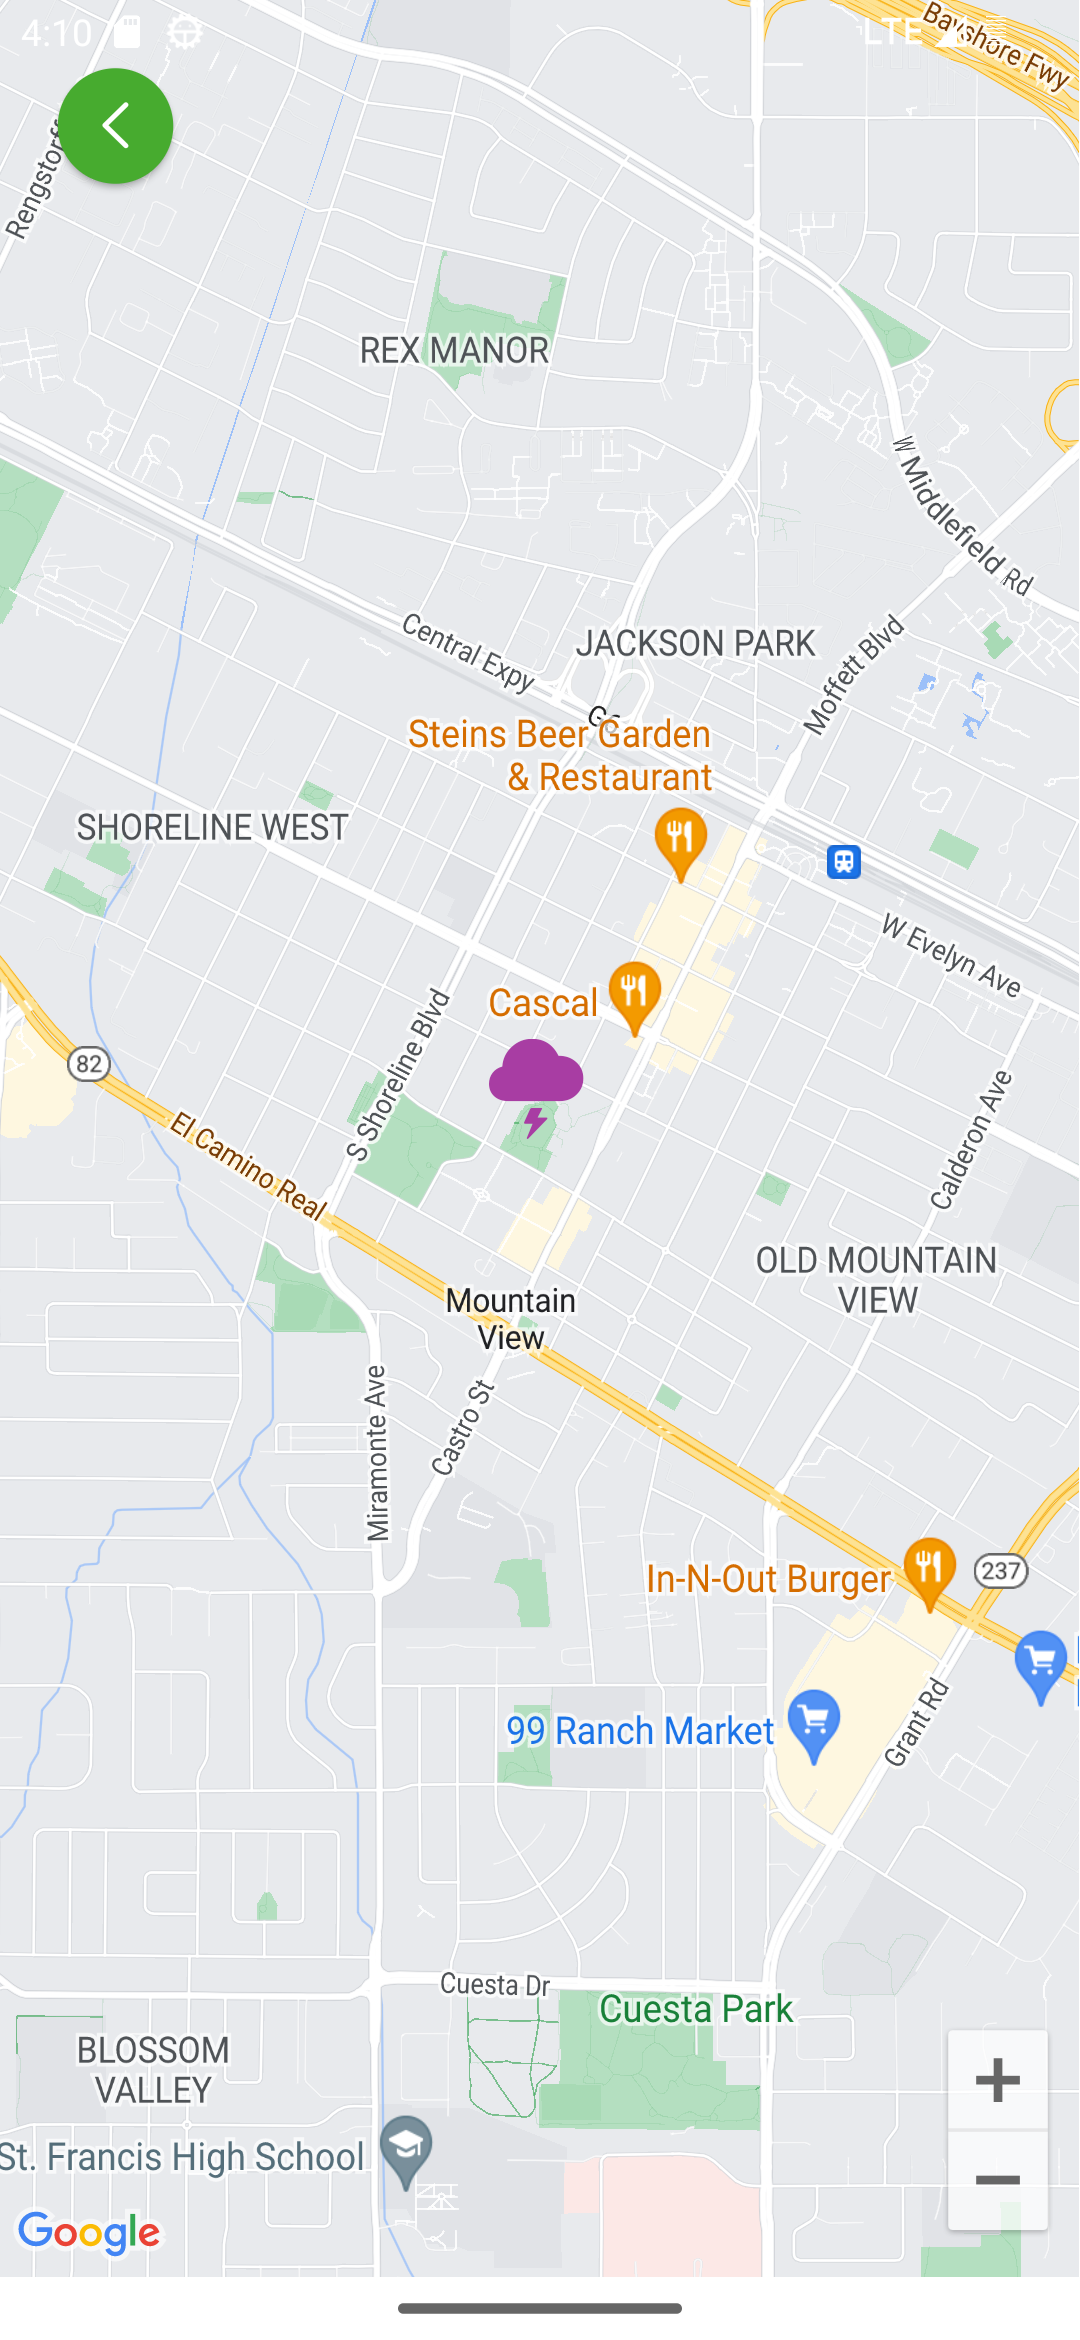 4:10
LTE
Bayshore Fwy
REX MANOR
W Middlefield Rd
Central Expy
JACKSON PARK
Moffett Blvd
Steins Beer Garden
& Restaurant
SHORELINE WEST
W Evelyn Ave
Cascal
S Shoreline Blvd
82
El Camino Real
Calderon Ave
OLD MOUNTAIN
VIEW
Mountain
View
Miramonte Ave
Castro St
In-N-Out Burger
237
99 Ranch Market
Grant Rd
Cuesta Dr
Cuesta Park
BLOSSOM
VALLEY
St. Francis High School
Google